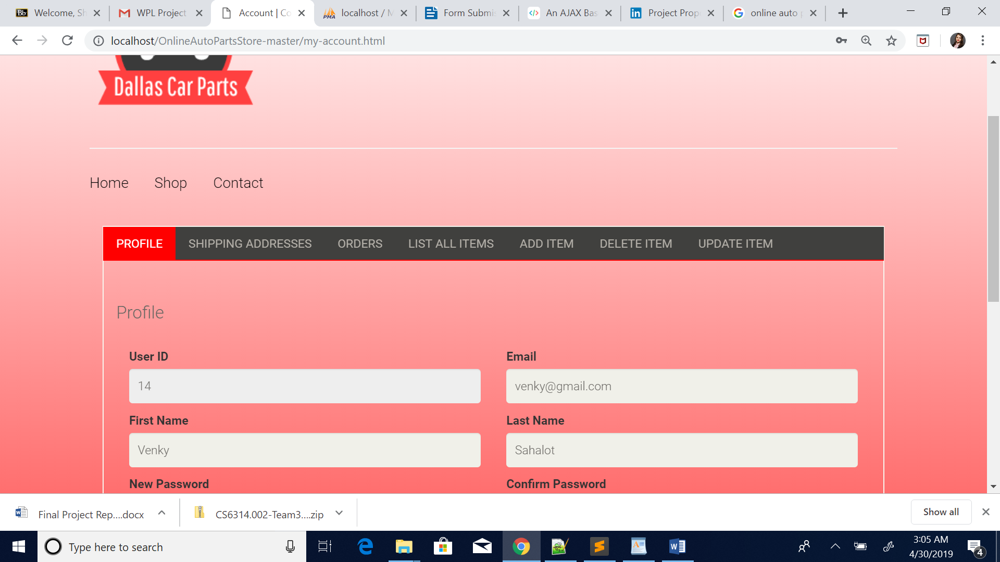 Welcome, Sh
WPL Project
Account | Co
localhost / M
Form Submis
An AJAX Bas
Project Prop
online auto p
localhost/OnlineAutoPartsStore-master/my-account.html
Dallas Car Parts
Home Shop Contact
PROFILE SHIPPING ADDRESSES ORDERS LIST ALL ITEMS ADD ITEM DELETE ITEM UPDATE ITEM
Profile
User ID Email
14 venky@gmail.com
First Name Last Name
Venky Sahalot
New Password Confirm Password
Final Project Rep....docx CS6314.002-Team3....zip Show all
Type here to search
3:05 AM
4/30/2019
4